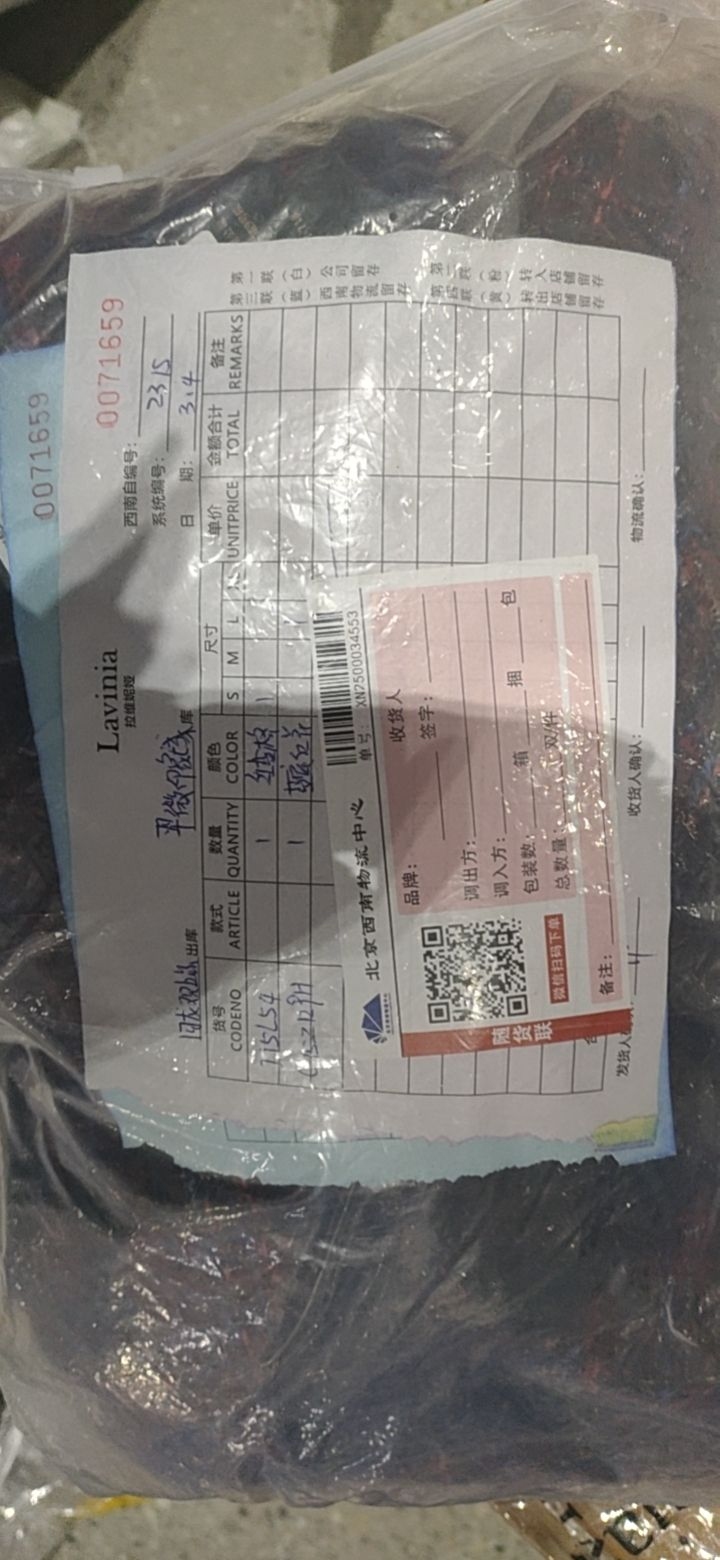 0071659
0071659
Lavinia
拉维妮娅
西南自编号:
系统编号: 2315
日 期: 3.4
出库
库
货号 款式 数量 颜色 尺寸 单价 金额合计 备注
CODENO ARTICLE QUANTITY COLOR S M L UNITPRICE TOTAL REMARKS
T15L54 1 1
1 1
第一联(白)公司留存
第三联(蓝)西南物流留存
第二联(粉)转入店铺留存
第四联(黄)转出店铺留存
北京西南物流中心
单号: XN7500034553
品牌: 收货人
签字:
调出方:
调入方:
包装数: 箱 捆 包
总数量: 双/件
备注:
微信扫码下单
随货联
收货人确认: 物流确认: